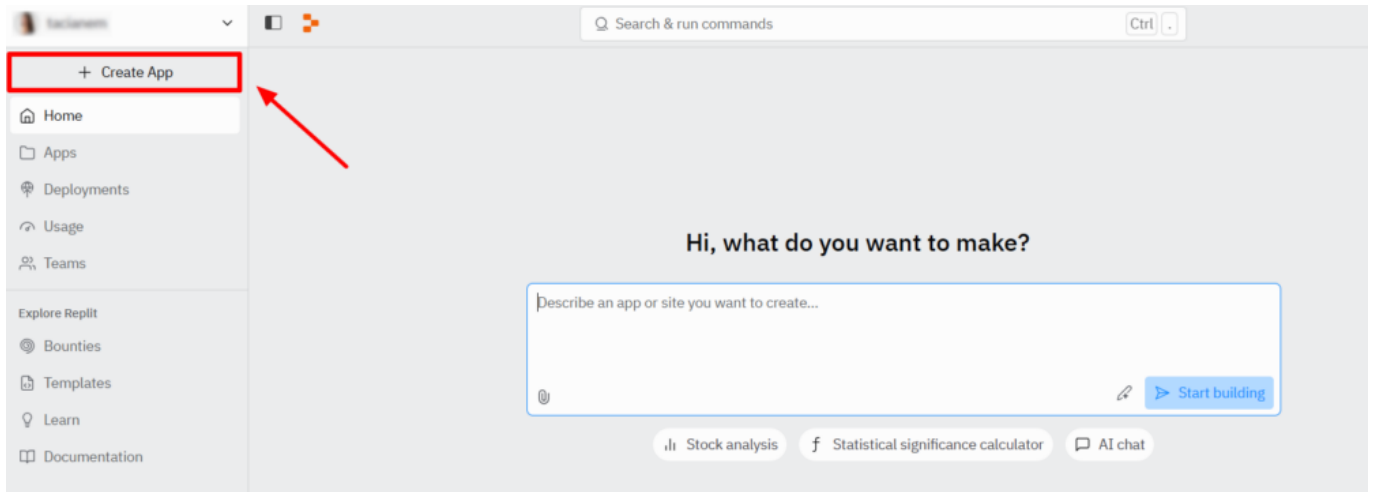 Search & run commands
Ctrl .
+ Create App
Home
Apps
Deployments
Usage
Teams
Explore Replit
Bounties
Templates
Learn
Documentation
Hi, what do you want to make?
Describe an app or site you want to create...
Start building
Stock analysis
Statistical significance calculator
AI chat